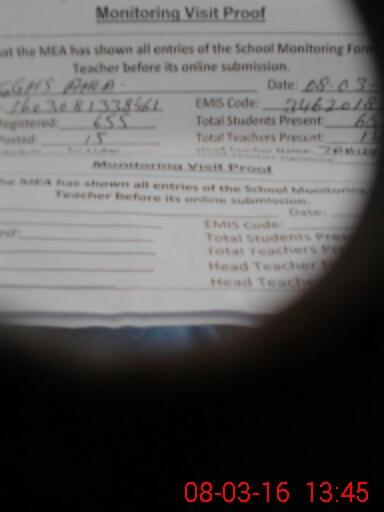 Monitoring Visit Proof
at the MEA has shown all entries of the School Monitoring Form
Teacher before its online submission.
GGHS Date: 08-03-
EMIS Code:
Registered: 655 Total Students Present:
Posted: 15 Total Teachers Present:
Monitoring Visit Proof
he MEA has shown all entries of the School Monitoring
Teacher before its online submission.
Date:
EMIS Code:
ed: Total Students Pre
Total Teachers P
Head Teacher
Head Teache
08-03-16 13:45